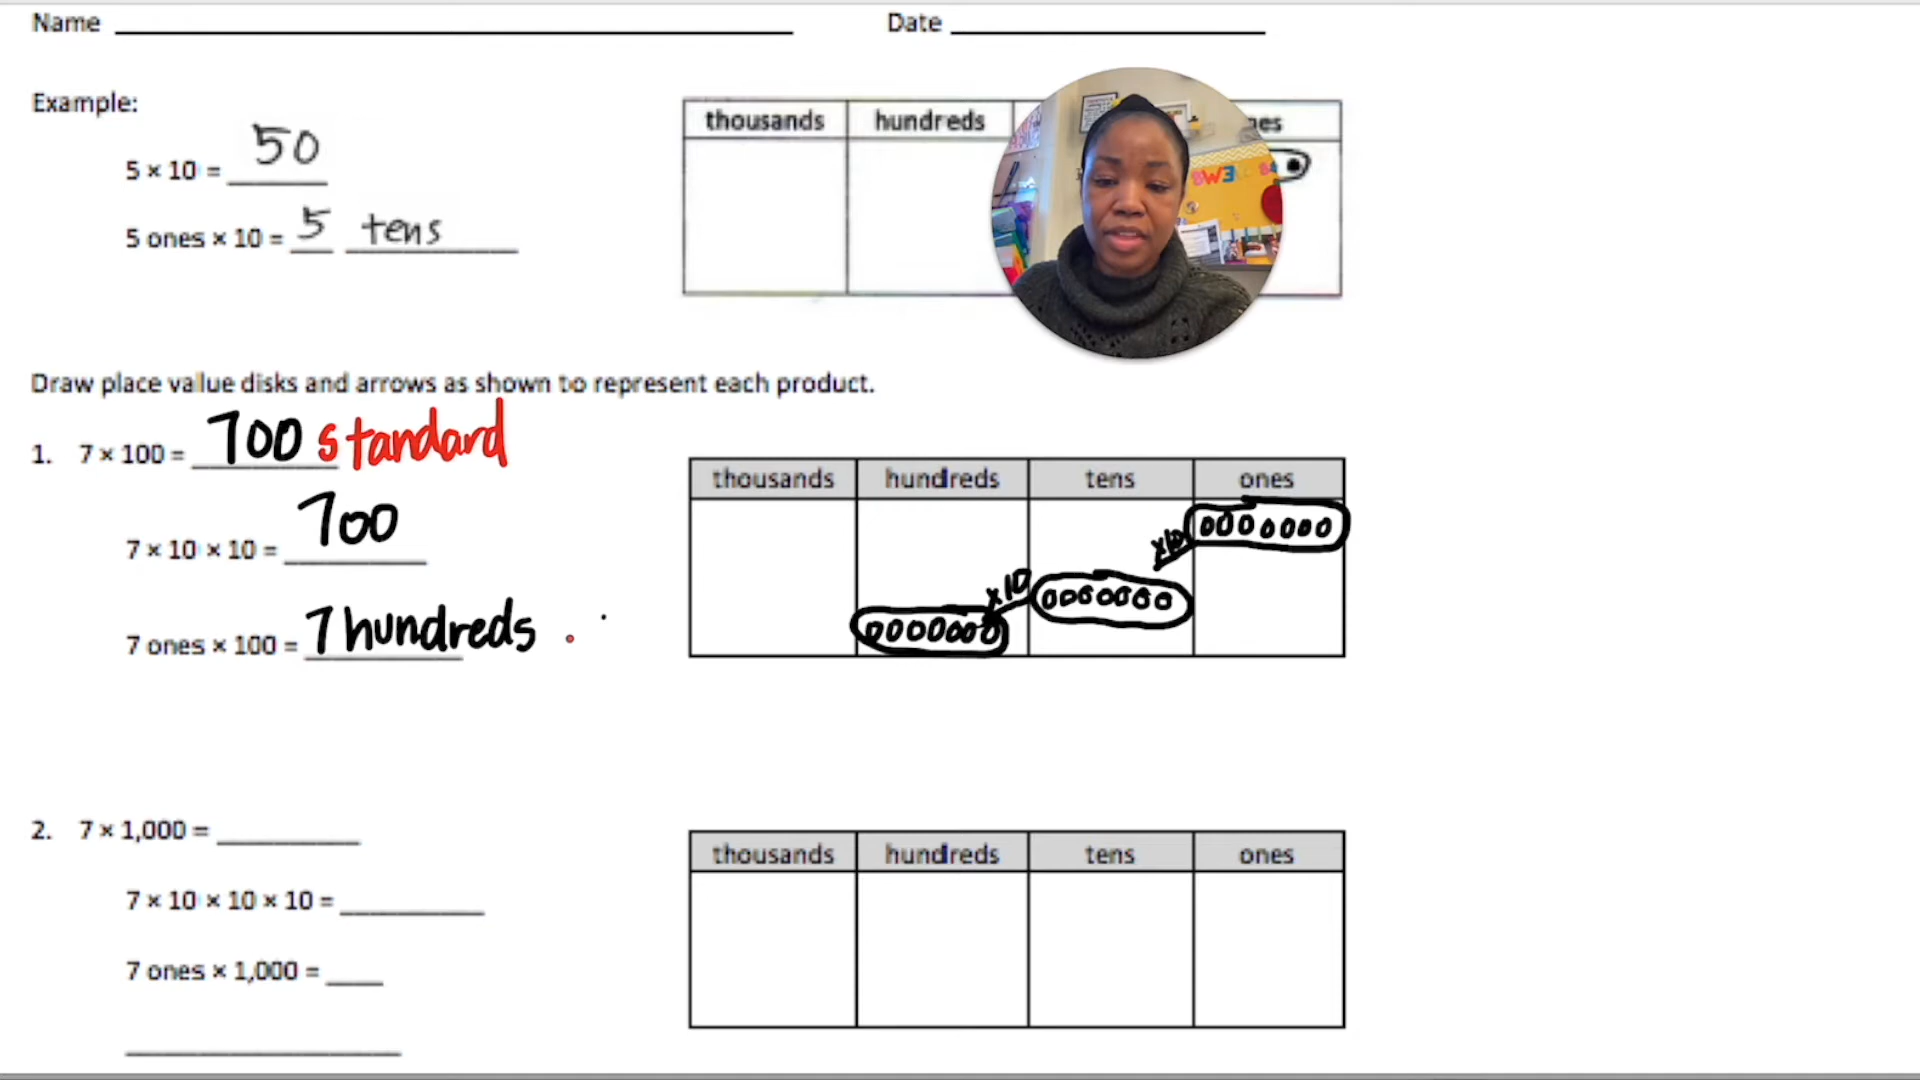 Name Date
Example:
thousands hundreds nes
5 × 10 = 50
5 ones × 10 = 5 tens
Draw place value disks and arrows as shown to represent each product.
1. 7 × 100 = 700 standard
thousands hundreds tens ones
7 × 10 × 10 = 700
×10
×10
7 ones × 100 = 7 hundreds .
2. 7 × 1,000 =
thousands hundreds tens ones
7 × 10 × 10 × 10 =
7 ones × 1,000 =